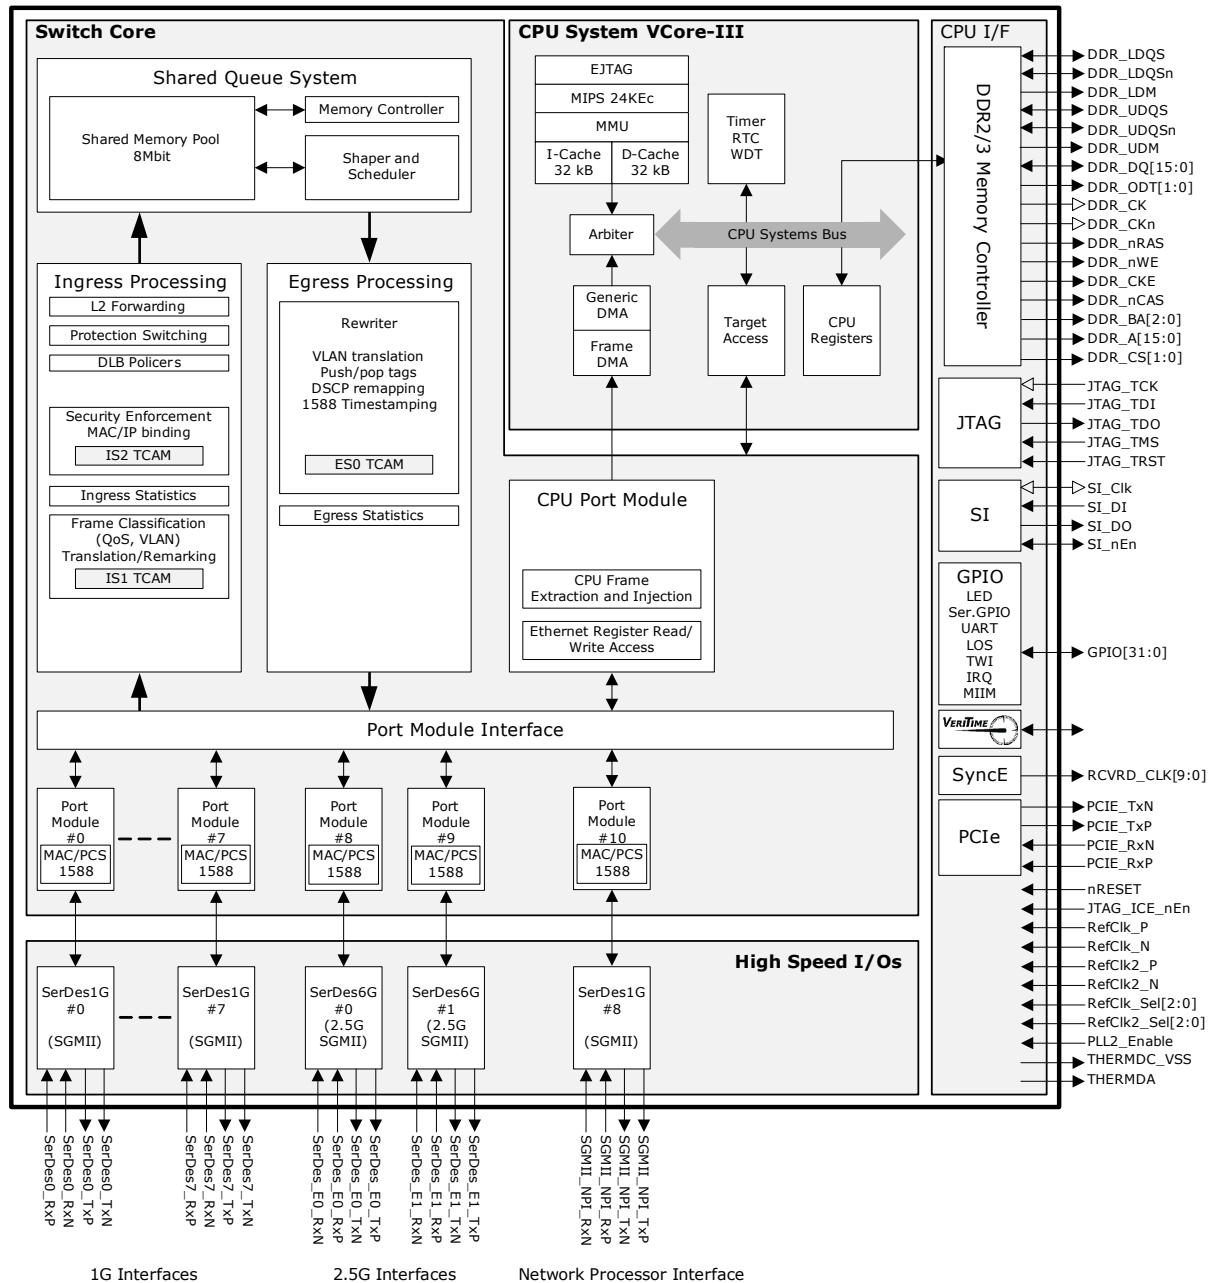 Switch Core
Shared Queue System
Shared Memory Pool
8Mbit
Memory Controller
Shaper and
Scheduler
Ingress Processing
L2 Forwarding
Protection Switching
DLB Policers
Security Enforcement
MAC/IP binding
IS2 TCAM
Ingress Statistics
Frame Classification
(QoS, VLAN)
Translation/Remarking
IS1 TCAM
Egress Processing
Rewriter
VLAN translation
Push/pop tags
DSCP remapping
1588 Timestamping
ES0 TCAM
Egress Statistics
CPU System VCore-III
EJTAG
MIPS 24KEc
MMU
I-Cache
32 kB
D-Cache
32 kB
Timer
RTC
WDT
Arbiter
CPU Systems Bus
Generic
DMA
Frame
DMA
Target
Access
CPU
Registers
CPU Port Module
CPU Frame
Extraction and Injection
Ethernet Register Read/
Write Access
Port Module Interface
Port
Module
#0
MAC/PCS
1588
Port
Module
#7
MAC/PCS
1588
Port
Module
#8
MAC/PCS
1588
Port
Module
#9
MAC/PCS
1588
Port
Module
#10
MAC/PCS
1588
High Speed I/Os
SerDes1G
#0
(SGMII)
SerDes1G
#7
(SGMII)
SerDes6G
#0
(2.5G
SGMII)
SerDes6G
#1
(2.5G
SGMII)
SerDes1G
#8
(SGMII)
CPU I/F
DDR2/3 Memory Controller
JTAG
SI
GPIO
LED
Ser.GPIO
UART
LOS
TWI
IRQ
MIIM
VERITIME
SyncE
PCIe
DDR_LDQS
DDR_LDQSn
DDR_LDM
DDR_UDQS
DDR_UDQSn
DDR_UDM
DDR_DQ[15:0]
DDR_ODT[1:0]
DDR_CK
DDR_CKn
DDR_nRAS
DDR_nWE
DDR_CKE
DDR_nCAS
DDR_BA[2:0]
DDR_A[15:0]
DDR_CS[1:0]
JTAG_TCK
JTAG_TDI
JTAG_TDO
JTAG_TMS
JTAG_TRST
SI_Clk
SI_DI
SI_DO
SI_nEn
GPIO[31:0]
RCVRD_CLK[9:0]
PCIE_TxN
PCIE_TxP
PCIE_RxN
PCIE_RxP
nRESET
JTAG_ICE_nEn
RefClk_P
RefClk_N
RefClk2_P
RefClk2_N
RefClk_Sel[2:0]
RefClk2_Sel[2:0]
PLL2_Enable
THERMDC_VSS
THERMDA
SerDes0_RxP
SerDes0_RxN
SerDes0_TxP
SerDes0_TxN
SerDes7_RxP
SerDes7_RxN
SerDes7_TxP
SerDes7_TxN
SerDes_E0_RxN
SerDes_E0_RxP
SerDes_E0_TxN
SerDes_E0_TxP
SerDes_E1_RxN
SerDes_E1_RxP
SerDes_E1_TxN
SerDes_E1_TxP
SGMII_NPI_RxN
SGMII_NPI_RxP
SGMII_NPI_TxN
SGMII_NPI_TxP
1G Interfaces
2.5G Interfaces
Network Processor Interface